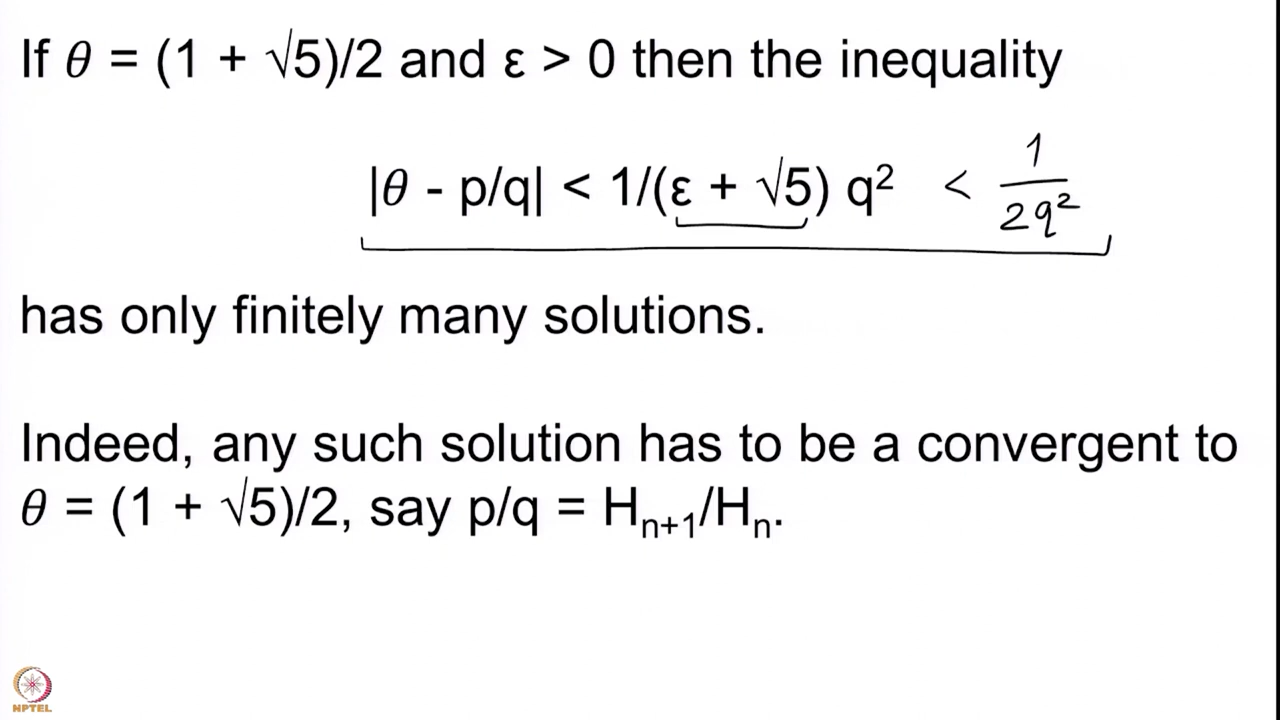 If θ = (1 + √5)/2 and ε > 0 then the inequality
|θ - p/q| < 1/(ε + √5) q² < 1/2q²
has only finitely many solutions.
Indeed, any such solution has to be a convergent to
θ = (1 + √5)/2, say p/q = Hₙ₊₁/Hₙ.
NPTEL